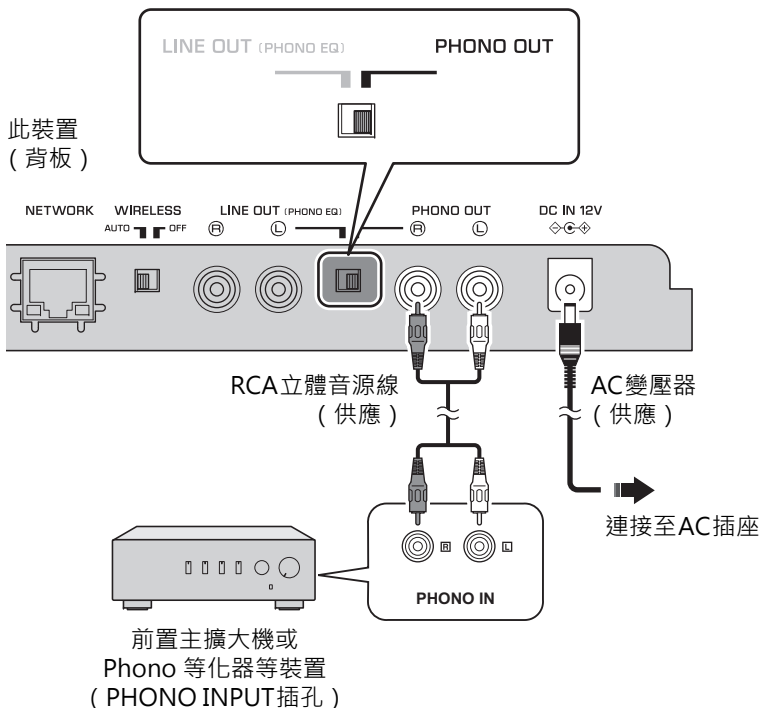 LINE OUT (PHONO EQ) PHONO OUT
此裝置
（背板）
NETWORK WIRELESS LINE OUT (PHONO EQ) PHONO OUT DC IN 12V
AUTO OFF R L R L
RCA立體音源線
（供應）
AC變壓器
（供應）
連接至AC插座
R L
PHONO IN
前置主擴大機或
Phono 等化器等裝置
（PHONO INPUT插孔）